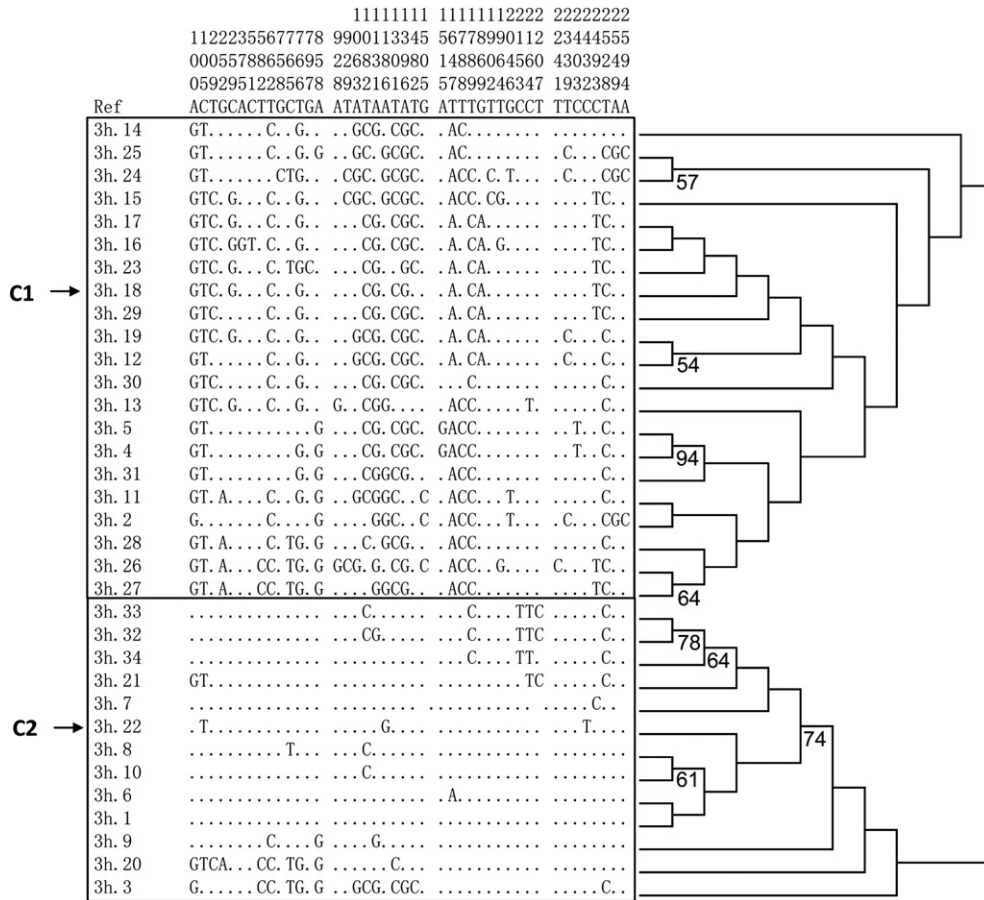 11111111 11111112222 22222222
11222355677778 9900113345 56778990112 23444555
00055788656695 2268380980 14886064560 43039249
05929512285678 8932161625 57899246347 19323894
Ref ACTGCACTTGCTGA ATATAATATG ATTTGTTGCCT TTCCCTAA
3h.14 GT......C..G.. ..GCG.CGC. .AC........ ........
3h.25 GT......C..G.G ..GC.GCGC. .AC........ .C...CGC
3h.24 GT.......CTG.. .CGC.GCGC. .ACC.C.T... .C...CGC
3h.15 GTC.G...C..G.. .CGC.GCGC. .ACC.CG.... ....TC..
3h.17 GTC.....C..G.. ...CG.CGC. .A.CA...... ....TC..
3h.16 GTC.GGT.C..G.. ...CG.CGC. .A.CA.G.... ....TC..
3h.23 GTC.G...C.TGC. ...CG..GC. .A.CA...... ....TC..
C1
3h.18 GTC.G...C..G.. ...CG.CG.. .A.CA...... ....TC..
3h.29 GTC.....C..G.. ...CG.CGC. .A.CA...... ....TC..
3h.19 GTC.G...C..G.. ..GCG.CGC. .A.CA...... .C...C..
3h.12 GT......C..G.. ..GCG.CGC. .A.CA...... .C...C..
3h.30 GTC.....C..G.. ...CG.CGC. ...C....... .....C..
3h.13 GTC.G...C..G.. G..CGG.... .ACC.....T. .....C..
3h.5 GT...........G ...CG.CGC. GACC....... ..T..C..
3h.4 GT.........G.G ...CG.CGC. GACC....... ..T..C..
3h.31 GT.........G.G ...CGGCG.. .ACC....... .....C..
3h.11 GT.A....C..G.G ..GCGGC..C .ACC...T... .....C..
3h.2 G.......C....G ....GGC..C .ACC...T... .C...CGC
3h.28 GT.A....C.TG.G ...C.GCG.. .ACC....... .....C..
3h.26 GT.A...CC.TG.G GCG.G.CG.C .ACC..G.... C...TC..
3h.27 GT.A...CC.TG.G ....GGCG.. .ACC....... ....TC..
3h.33 .............. ...C...... ...C....TTC .....C..
3h.32 .............. ...CG..... ...C....TTC .....C..
3h.34 .............. .......... ...C....TT. .....C..
3h.21 GT............ .......... .........TC .....C..
3h.7 .............. .......... ........... ....C..
C2
3h.22 .T............ .....G.... ........... ...T....
3h.8 ..........T... ...C...... ........... ........
3h.10 .............. ...C...... ........... ........
3h.6 .............. .......... .A......... ........
3h.1 .............. .......... ........... ........
3h.9 ........C....G ....G..... ........... ........
3h.20 GTCA...CC.TG.G ......C... ........... ........
3h.3 G......CC.TG.G ..GCG.CGC. ........... .....C..
57
54
94
64
78
64
74
61